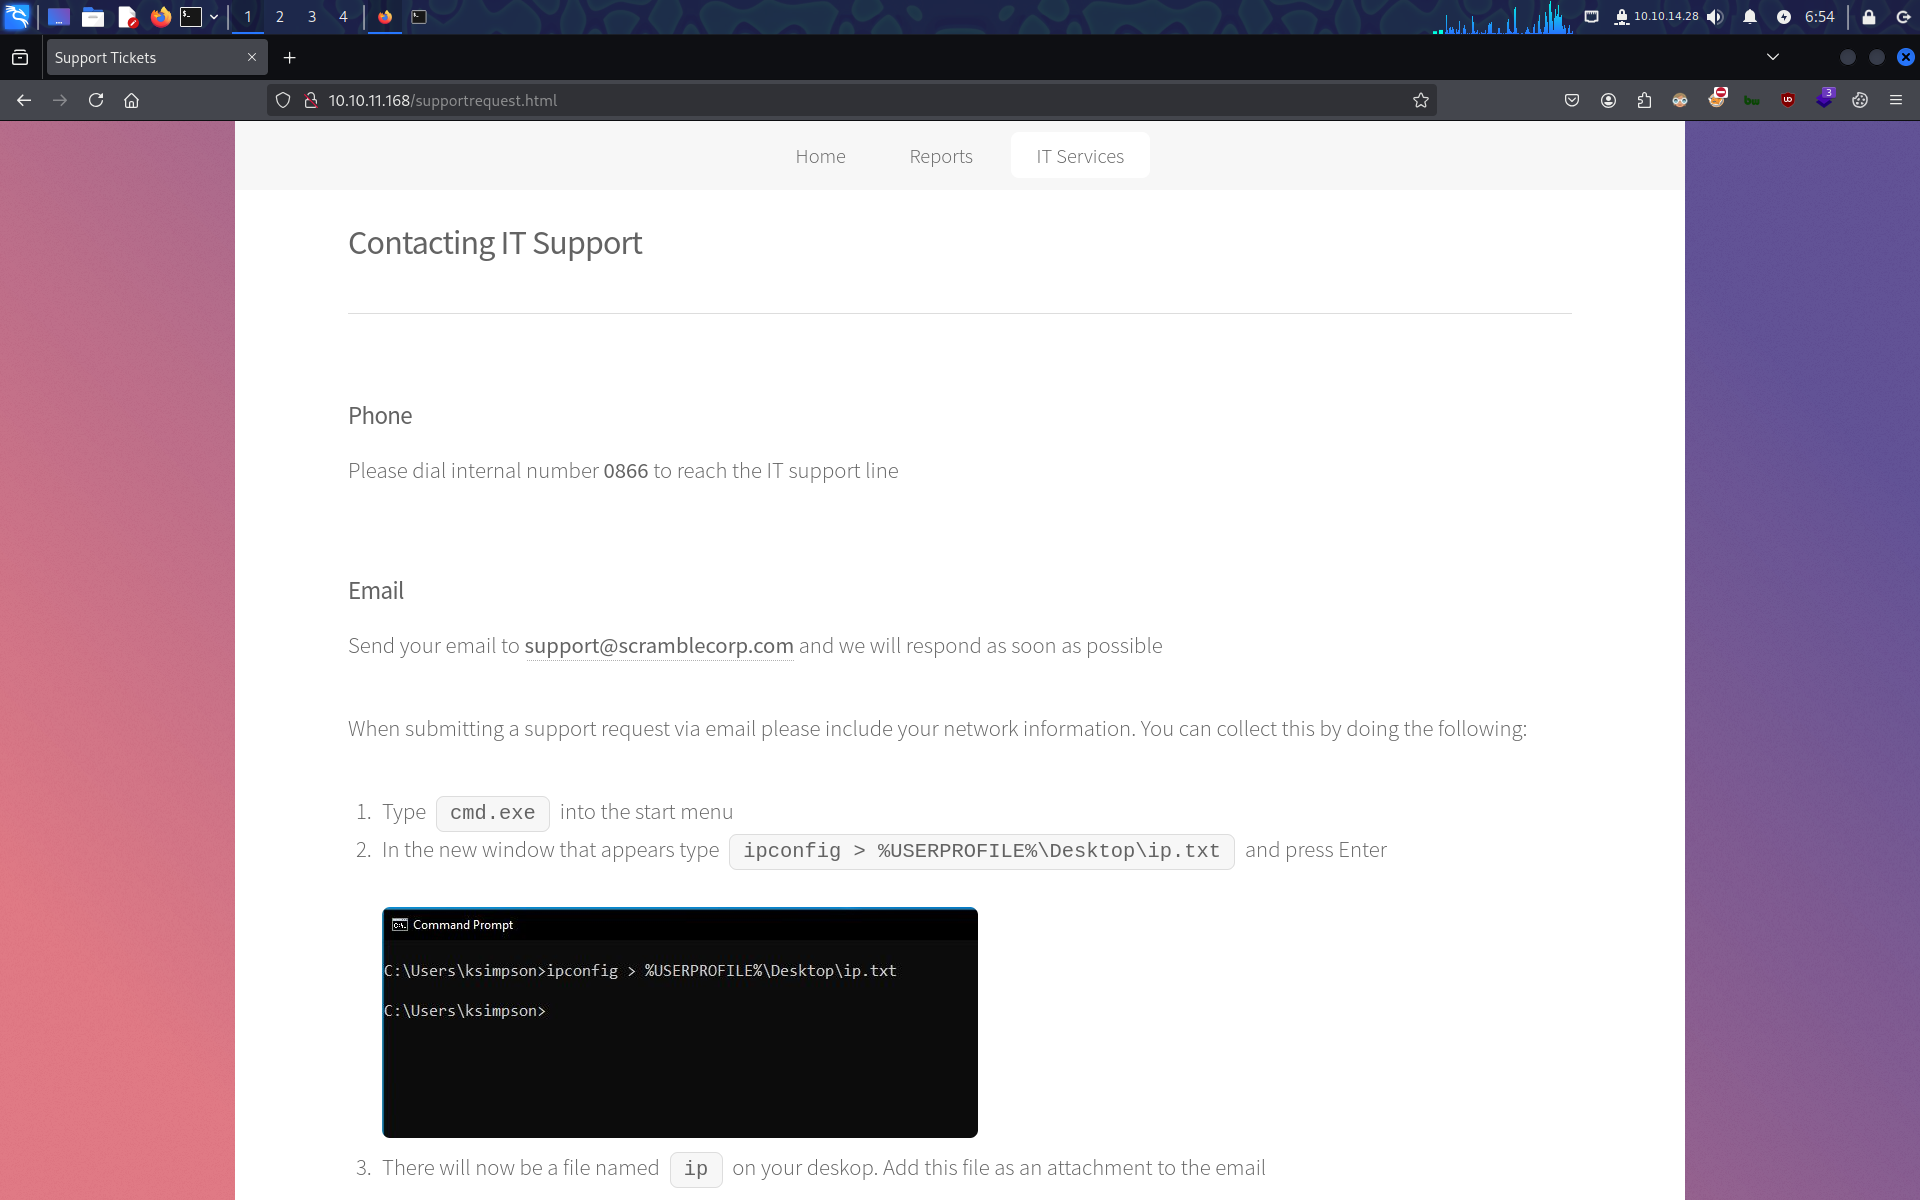 1 2 3 4
10.10.14.28
6:54
Support Tickets
10.10.11.168/supportrequest.html
3
Home Reports IT Services
Contacting IT Support
Phone
Please dial internal number 0866 to reach the IT support line
Email
Send your email to support@scramblecorp.com and we will respond as soon as possible
When submitting a support request via email please include your network information. You can collect this by doing the following:
1. Type cmd.exe into the start menu
2. In the new window that appears type ipconfig > %USERPROFILE%\Desktop\ip.txt and press Enter
Command Prompt
C:\Users\ksimpson>ipconfig > %USERPROFILE%\Desktop\ip.txt
C:\Users\ksimpson>
3. There will now be a file named ip on your deskop. Add this file as an attachment to the email